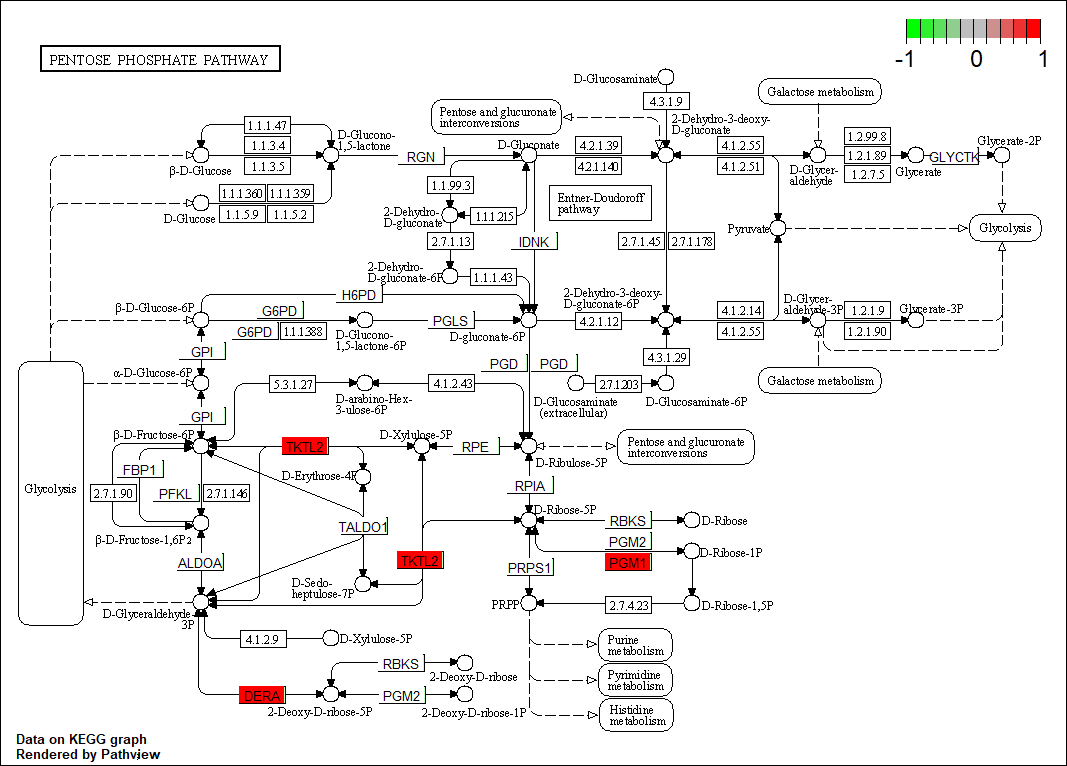 -1 0 1
PENTOSE PHOSPHATE PATHWAY
D-Glucosaminate
4.3.1.9
Galactose metabolism
Pentose and glucuronate
interconversions
2-Dehydro-3-deoxy-
D-gluconate
1.1.1.47
1.1.3.4
1.1.3.5
D-Glucono-
1,5-lactone
RGN
D-Gluconate
4.2.1.39
4.2.1.140
4.1.2.55
4.1.2.51
D-Glycer-
aldehyde
1.2.99.8
1.2.1.89
1.2.7.5
Glycerate
GLYCTK
Glycerate-2P
β-D-Glucose
1.1.1.360
1.1.1.359
1.1.5.9
1.1.5.2
D-Glucose
1.1.99.3
2-Dehydro-
D-gluconate
1.1.1.215
Entner-Doudoroff
pathway
2.7.1.13
IDNK
2.7.1.45
2.7.1.178
Pyruvate
Glycolysis
2-Dehydro-
D-gluconate-6P
1.1.1.43
β-D-Glucose-6P
H6PD
G6PD
G6PD
1.1.1.388
D-Glucono-
1,5-lactone-6P
PGLS
D-gluconate-6P
2-Dehydro-3-deoxy-
D-gluconate-6P
4.2.1.12
4.1.2.14
4.1.2.55
D-Glycer-
aldehyde-3P
1.2.1.9
1.2.1.90
Glycerate-3P
GPI
PGD
PGD
4.3.1.29
Galactose metabolism
α-D-Glucose-6P
5.3.1.27
D-arabino-Hex-
3-ulose-6P
4.1.2.43
2.7.1.203
D-Glucosaminate
(extracellular)
D-Glucosaminate-6P
GPI
β-D-Fructose-6P
TKTL2
D-Xylulose-5P
RPE
D-Ribulose-5P
Pentose and glucuronate
interconversions
Glycolysis
FBP1
2.7.1.90
PFKL
2.7.1.146
D-Erythrose-4P
RPIA
β-D-Fructose-1,6P2
TALDO1
D-Ribose-5P
RBKS
D-Ribose
PGM2
PGM1
D-Ribose-1P
ALDOA
TKTL2
PRPS1
D-Sedo-
heptulose-7P
D-Glyceraldehyde-
3P
PRPP
2.7.4.23
D-Ribose-1,5P
4.1.2.9
D-Xylulose-5P
Purine
metabolism
RBKS
2-Deoxy-D-ribose
Pyrimidine
metabolism
DERA
2-Deoxy-D-ribose-5P
PGM2
2-Deoxy-D-ribose-1P
Histidine
metabolism
Data on KEGG graph
Rendered by Pathview